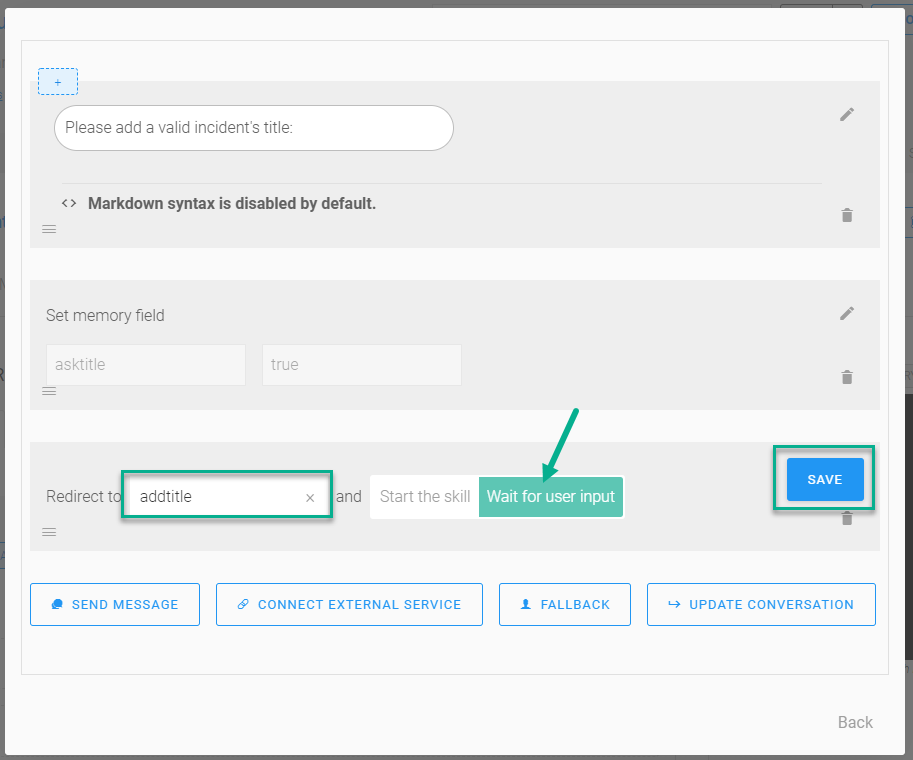 +
Please add a valid incident's title:
<> Markdown syntax is disabled by default.
Set memory field
asktitle true
Redirect to addtitle × and Start the skill Wait for user input SAVE
SEND MESSAGE CONNECT EXTERNAL SERVICE FALLBACK UPDATE CONVERSATION
Back